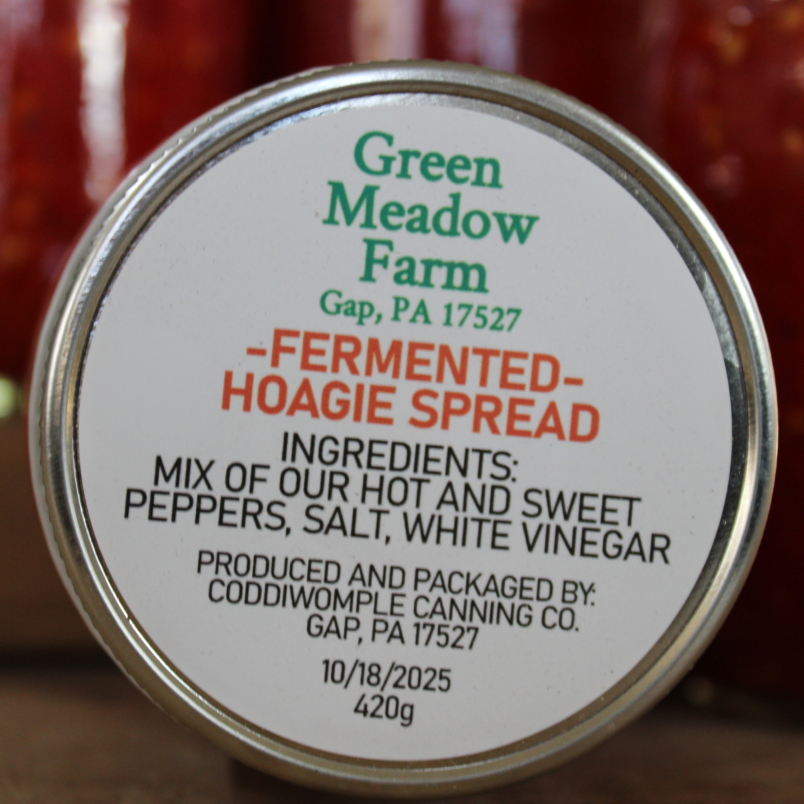 Green
Meadow
Farm
Gap, PA 17527
-FERMENTED-
HOAGIE SPREAD
INGREDIENTS:
MIX OF OUR HOT AND SWEET
PEPPERS, SALT, WHITE VINEGAR
PRODUCED AND PACKAGED BY:
CODDIWOMPLE CANNING CO.
GAP, PA 17527
10/18/2025
420g